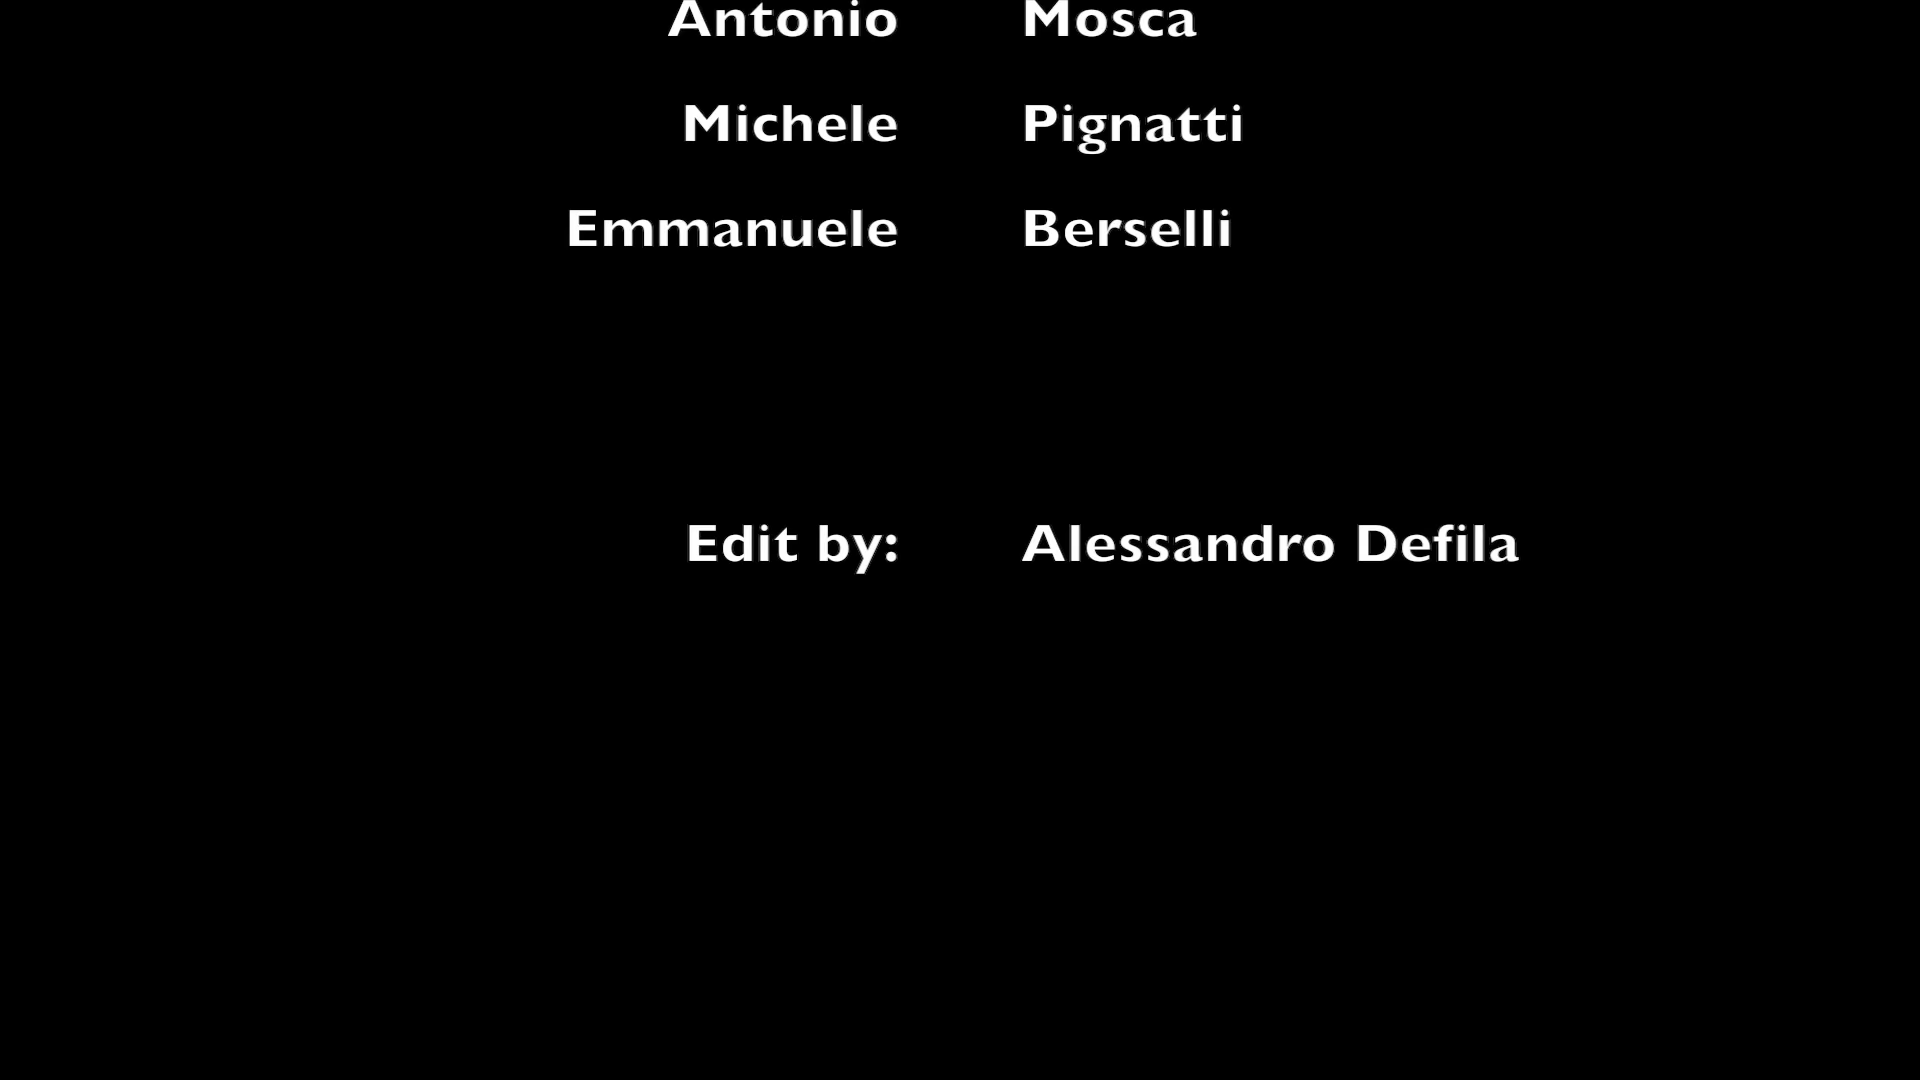 Antonio Mosca
Michele Pignatti
Emmanuele Berselli
Edit by: Alessandro Defila